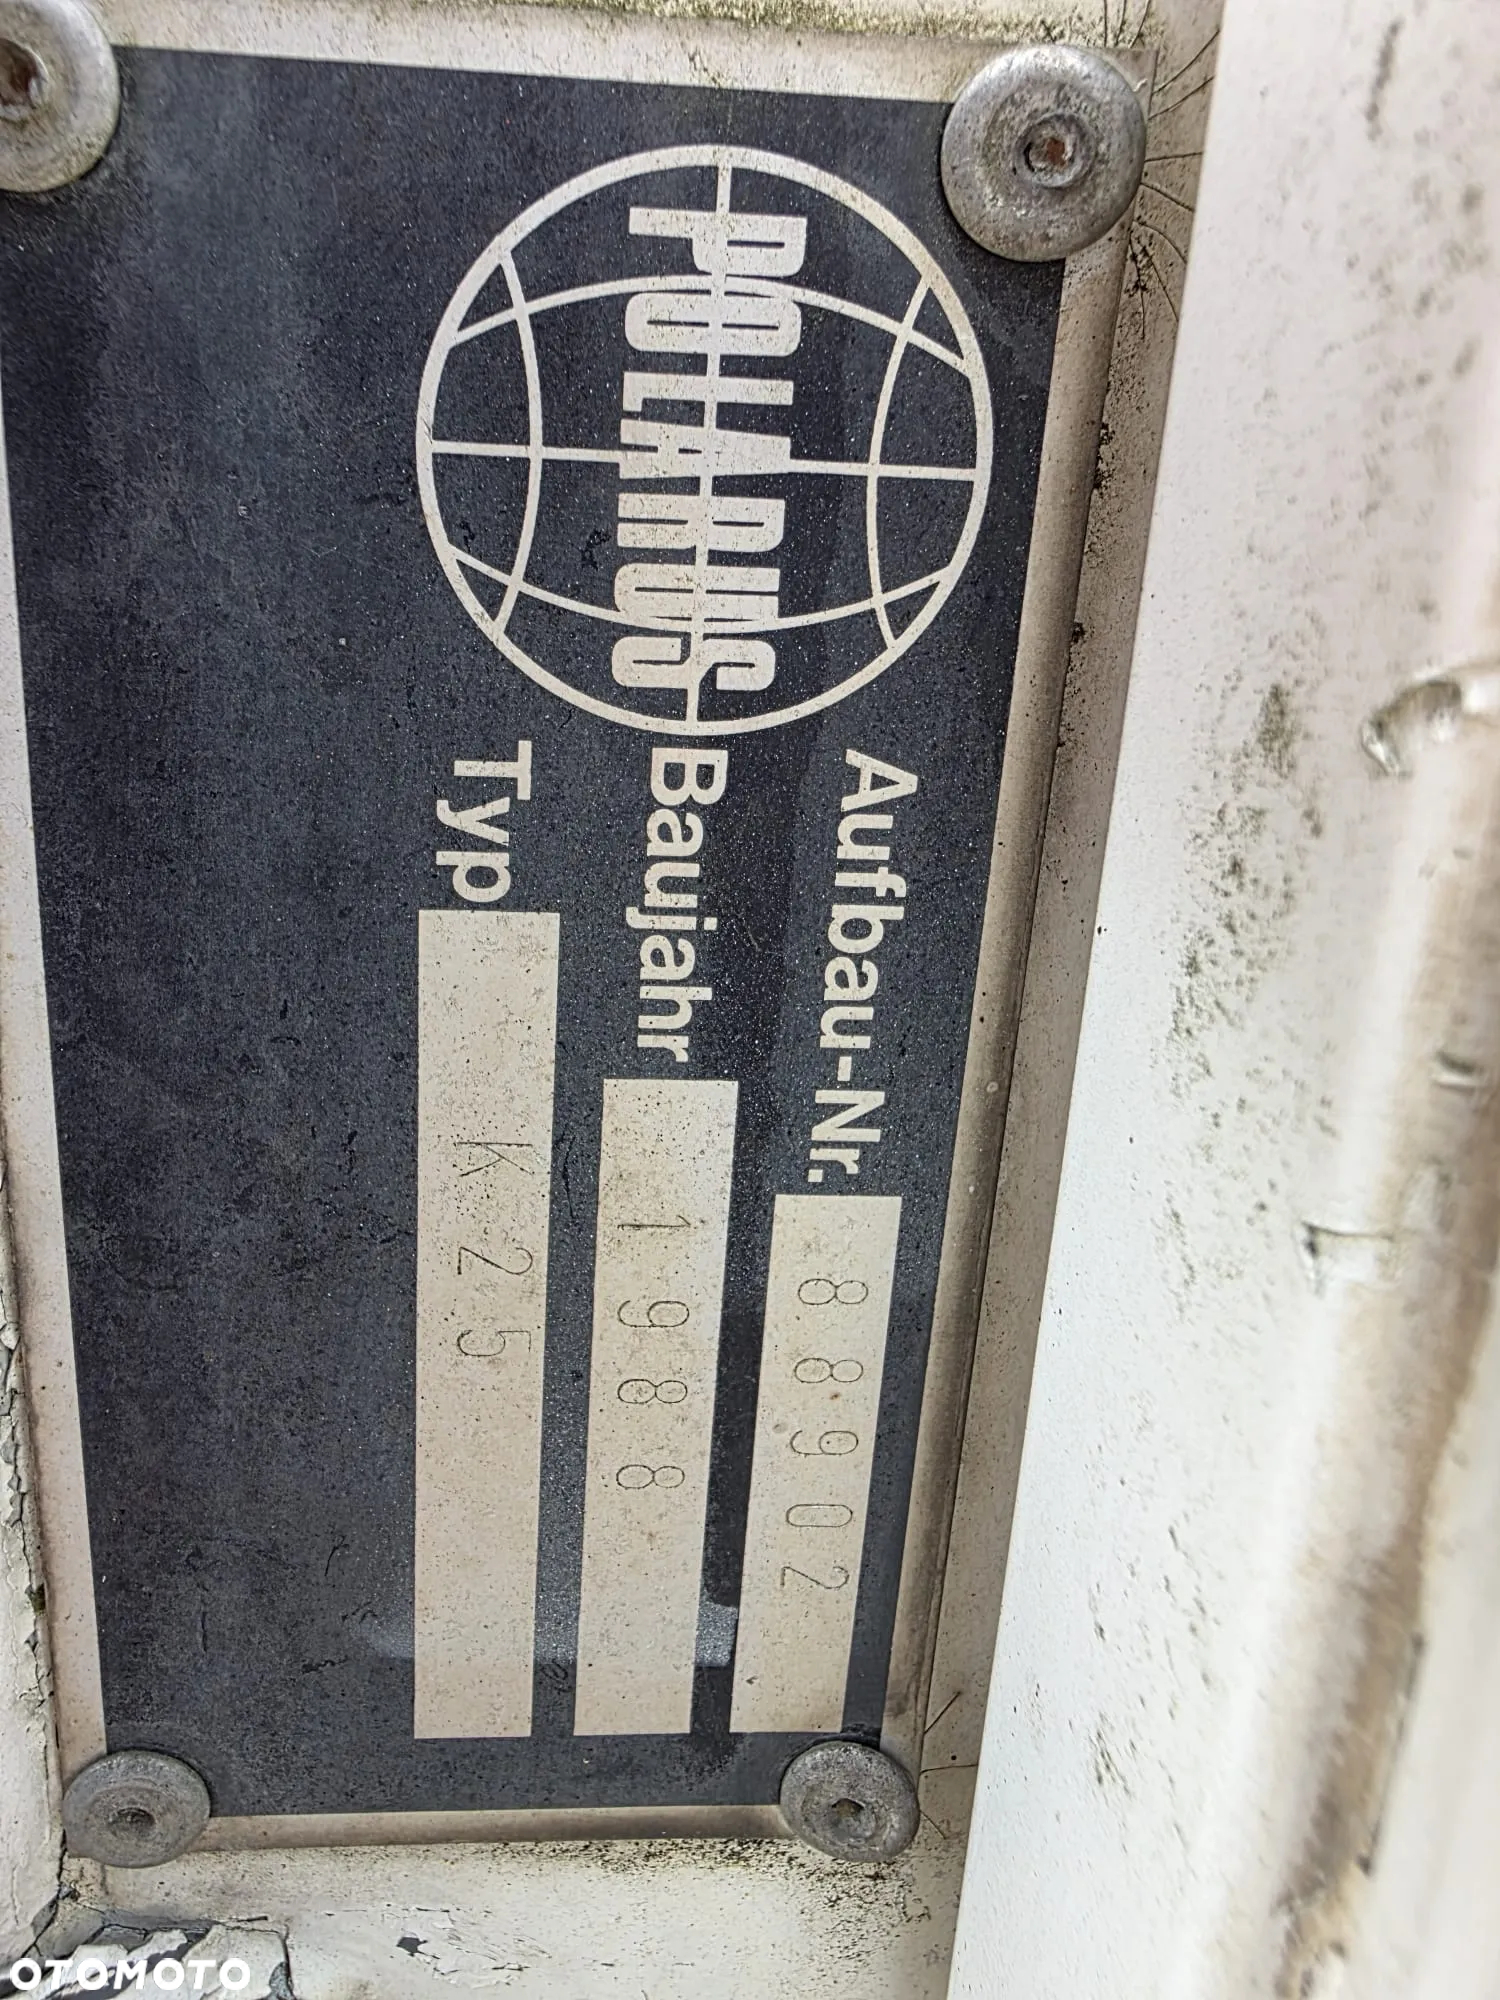 POLARUS
Aufbau-Nr. 88902
Baujahr 1988
Typ K25
OTOMOTO